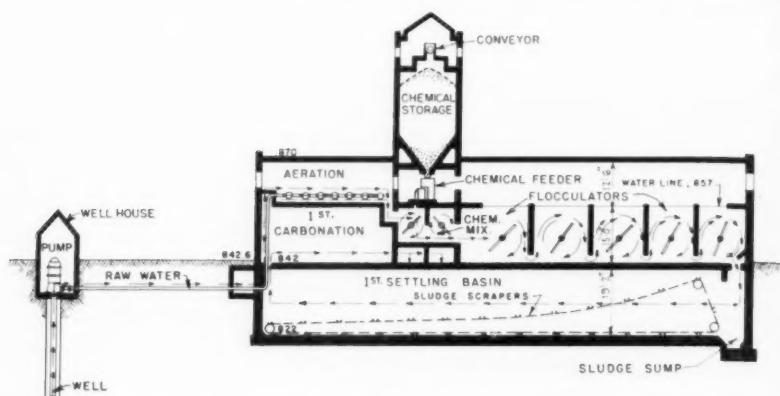 CONVEYOR
CHEMICAL
STORAGE
870
AERATION
CHEMICAL FEEDER
WATER LINE, 857
FLOCCULATORS
CHEM.
MIX
1ST.
CARBONATION
WELL HOUSE
PUMP
842.6
842
RAW WATER
1ST. SETTLING BASIN
SLUDGE SCRAPERS
822
SLUDGE SUMP
WELL